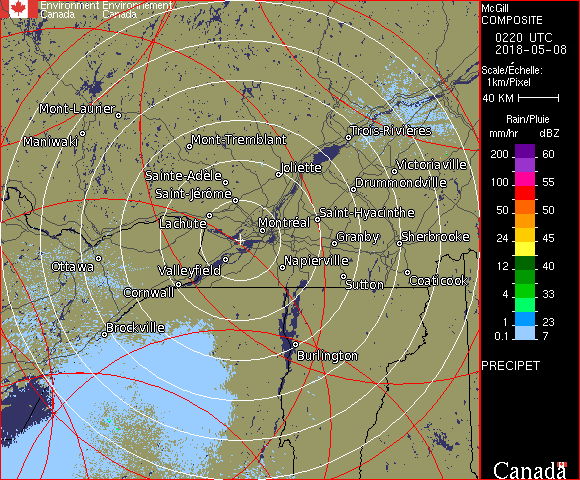 Environment Environnement
Canada Canada
McGill
COMPOSITE
0220 UTC
2018-05-08
Scale/Échelle:
1km/Pixel
40 KM
Rain/Pluie
mm/hr dBZ
200 60
100 55
50 50
24 45
12 40
4 33
1 23
0.1 7
PRECIPET
Canada
Mont-Laurier
Maniwaki
Mont-Tremblant
Trois-Rivières
Joliette
Victoriaville
Sainte-Adèle
Drummondville
Saint-Jérôme
Lachute
Saint-Hyacinthe
Montréal
Granby
Sherbrooke
Ottawa
Valleyfield
Napierville
Cornwall
Sutton
Coaticook
Brockville
Burlington